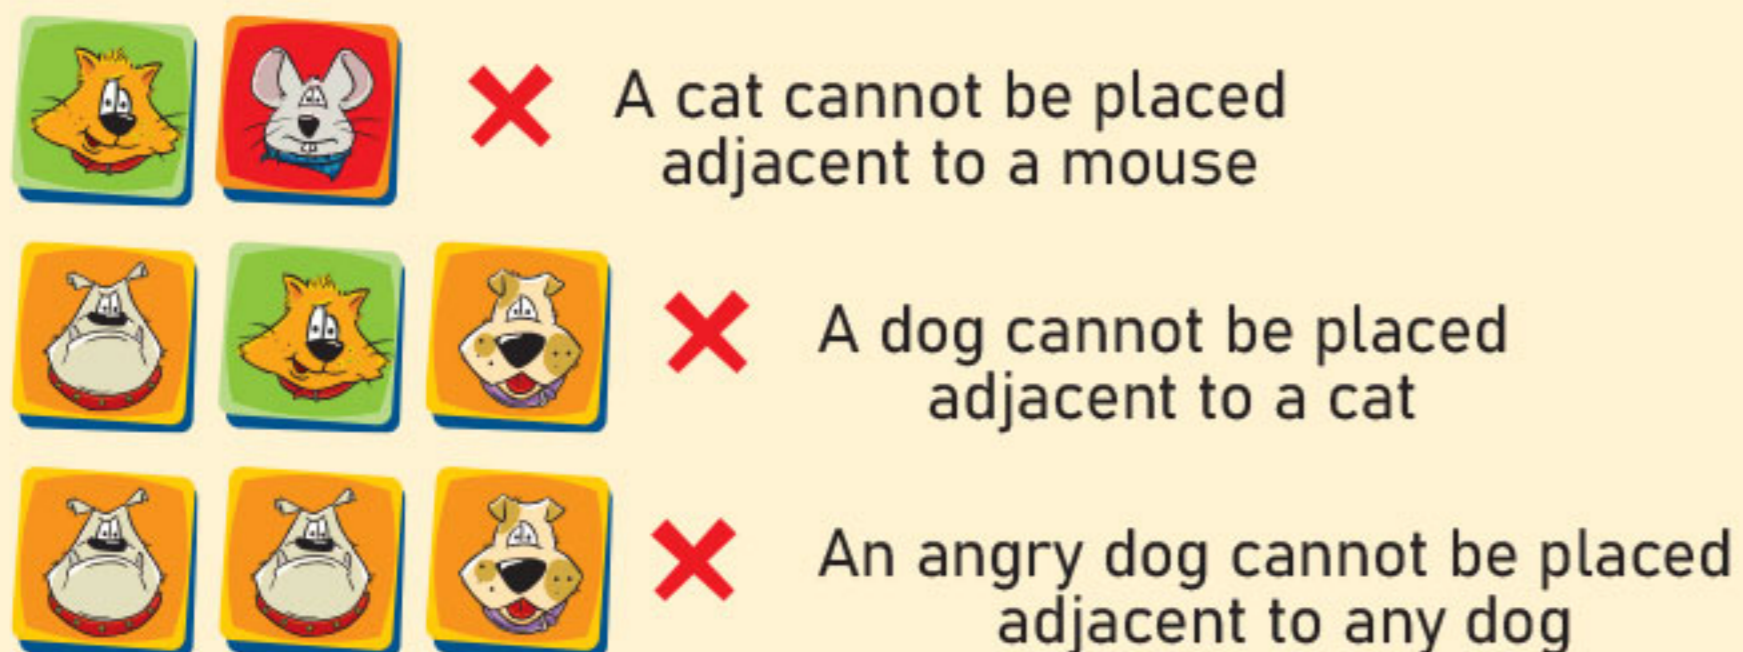 A cat cannot be placed
adjacent to a mouse
A dog cannot be placed
adjacent to a cat
An angry dog cannot be placed
adjacent to any dog